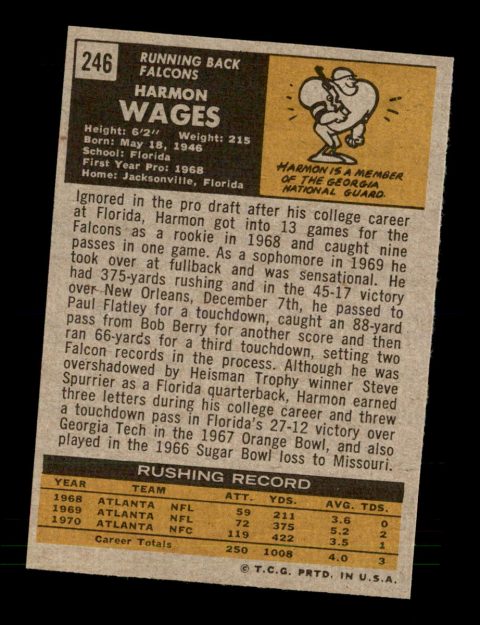 246
RUNNING BACK
FALCONS
HARMON
WAGES
Height: 6'2" Weight: 215
Born: May 18, 1946
School: Florida
First Year Pro: 1968
Home: Jacksonville, Florida
HARMON IS A MEMBER
OF THE GEORGIA
NATIONAL GUARD.
Ignored in the pro draft after his college career
at Florida, Harmon got into 13 games for the
Falcons as a rookie in 1968 and caught nine
passes in one game. As a sophomore in 1969 he
took over at fullback and was sensational. He
had 375-yards rushing and in the 45-17 victory
over New Orleans, December 7th, he passed to
Paul Flatley for a touchdown, caught an 88-yard
pass from Bob Berry for another score and then
ran 66-yards for a third touchdown, setting two
Falcon records in the process. Although he was
overshadowed by Heisman Trophy winner Steve
Spurrier as a Florida quarterback, Harmon earned
three letters during his college career and threw
a touchdown pass in Florida's 27-12 victory over
Georgia Tech in the 1967 Orange Bowl, and also
played in the 1966 Sugar Bowl loss to Missouri.
RUSHING RECORD
YEAR TEAM ATT. YDS. AVG. TDS.
1968 ATLANTA NFL 59 211 3.6 0
1969 ATLANTA NFL 72 375 5.2 2
1970 ATLANTA NFC 119 422 3.5 1
Career Totals 250 1008 4.0 3
© T.C.G. PRTD. IN U.S.A.